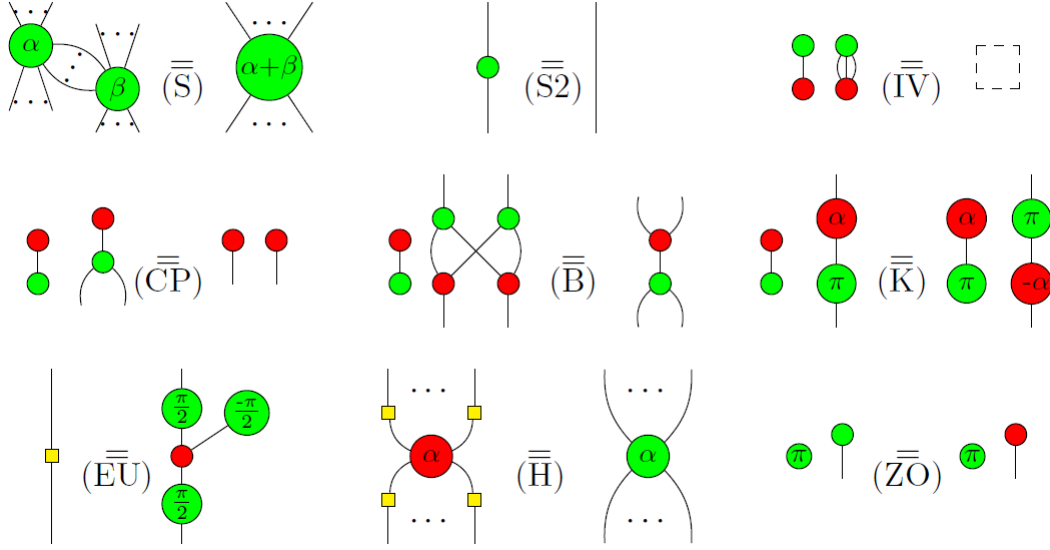 α β (S) α+β (S2) (IV)
(CP) (B) α π (K) α π π -α
π/2 -π/2 π/2 (EU) α (H) α π (ZO) π